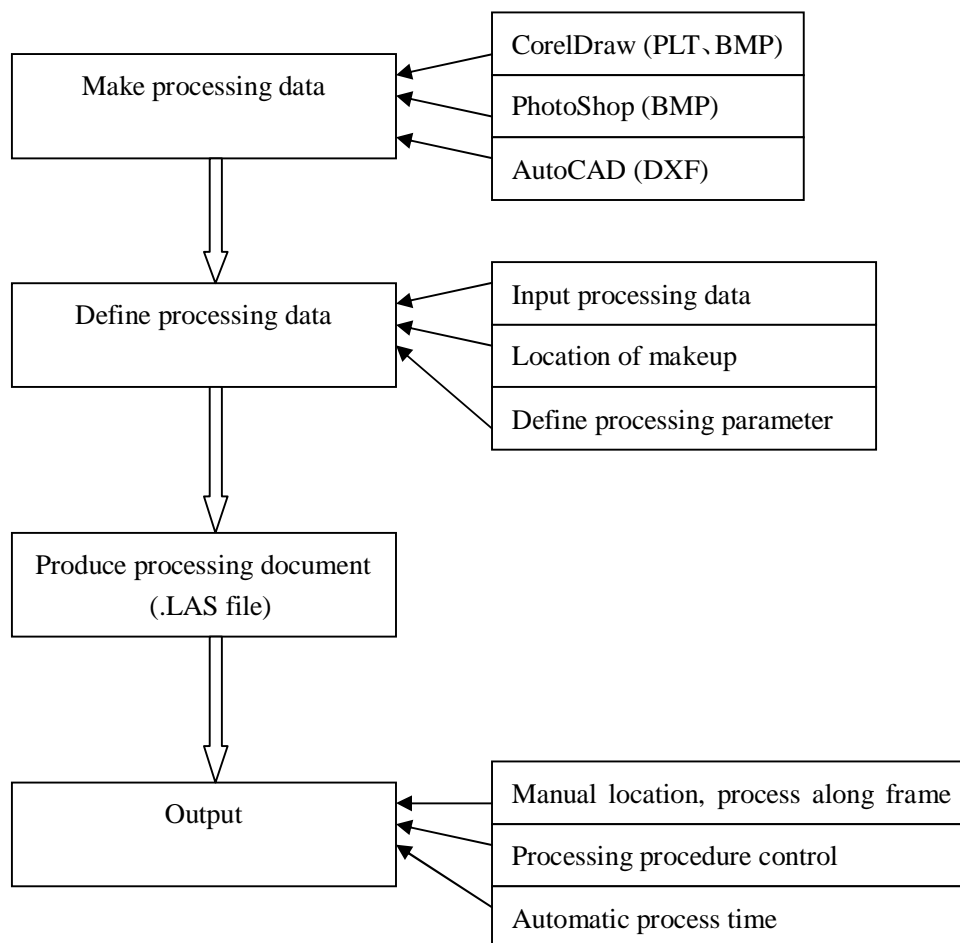 Make processing data
CorelDraw (PLT、BMP)
PhotoShop (BMP)
AutoCAD (DXF)
Define processing data
Input processing data
Location of makeup
Define processing parameter
Produce processing document
(.LAS file)
Output
Manual location, process along frame
Processing procedure control
Automatic process time